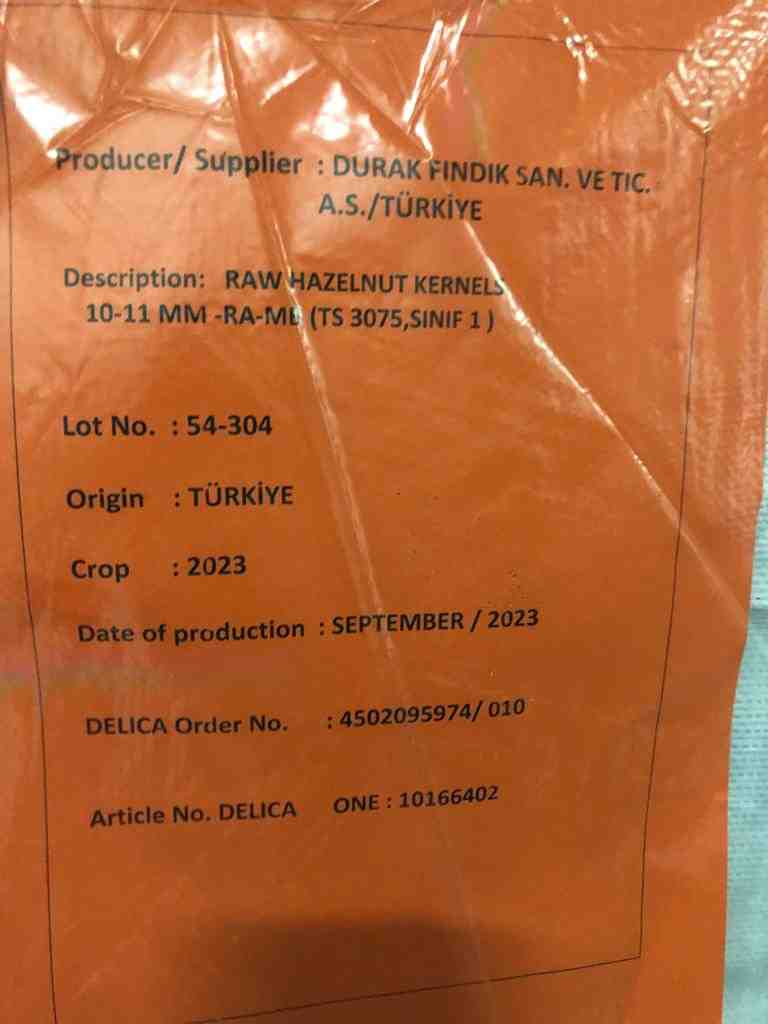 Producer/ Supplier : DURAK FINDIK SAN. VE TIC.
A.S./TÜRKİYE
Description: RAW HAZELNUT KERNELS
10-11 MM -RA-MB (TS 3075,SINIF 1 )
Lot No. : 54-304
Origin : TÜRKİYE
Crop : 2023
Date of production : SEPTEMBER / 2023
DELICA Order No. : 4502095974/ 010
Article No. DELICA ONE : 10166402